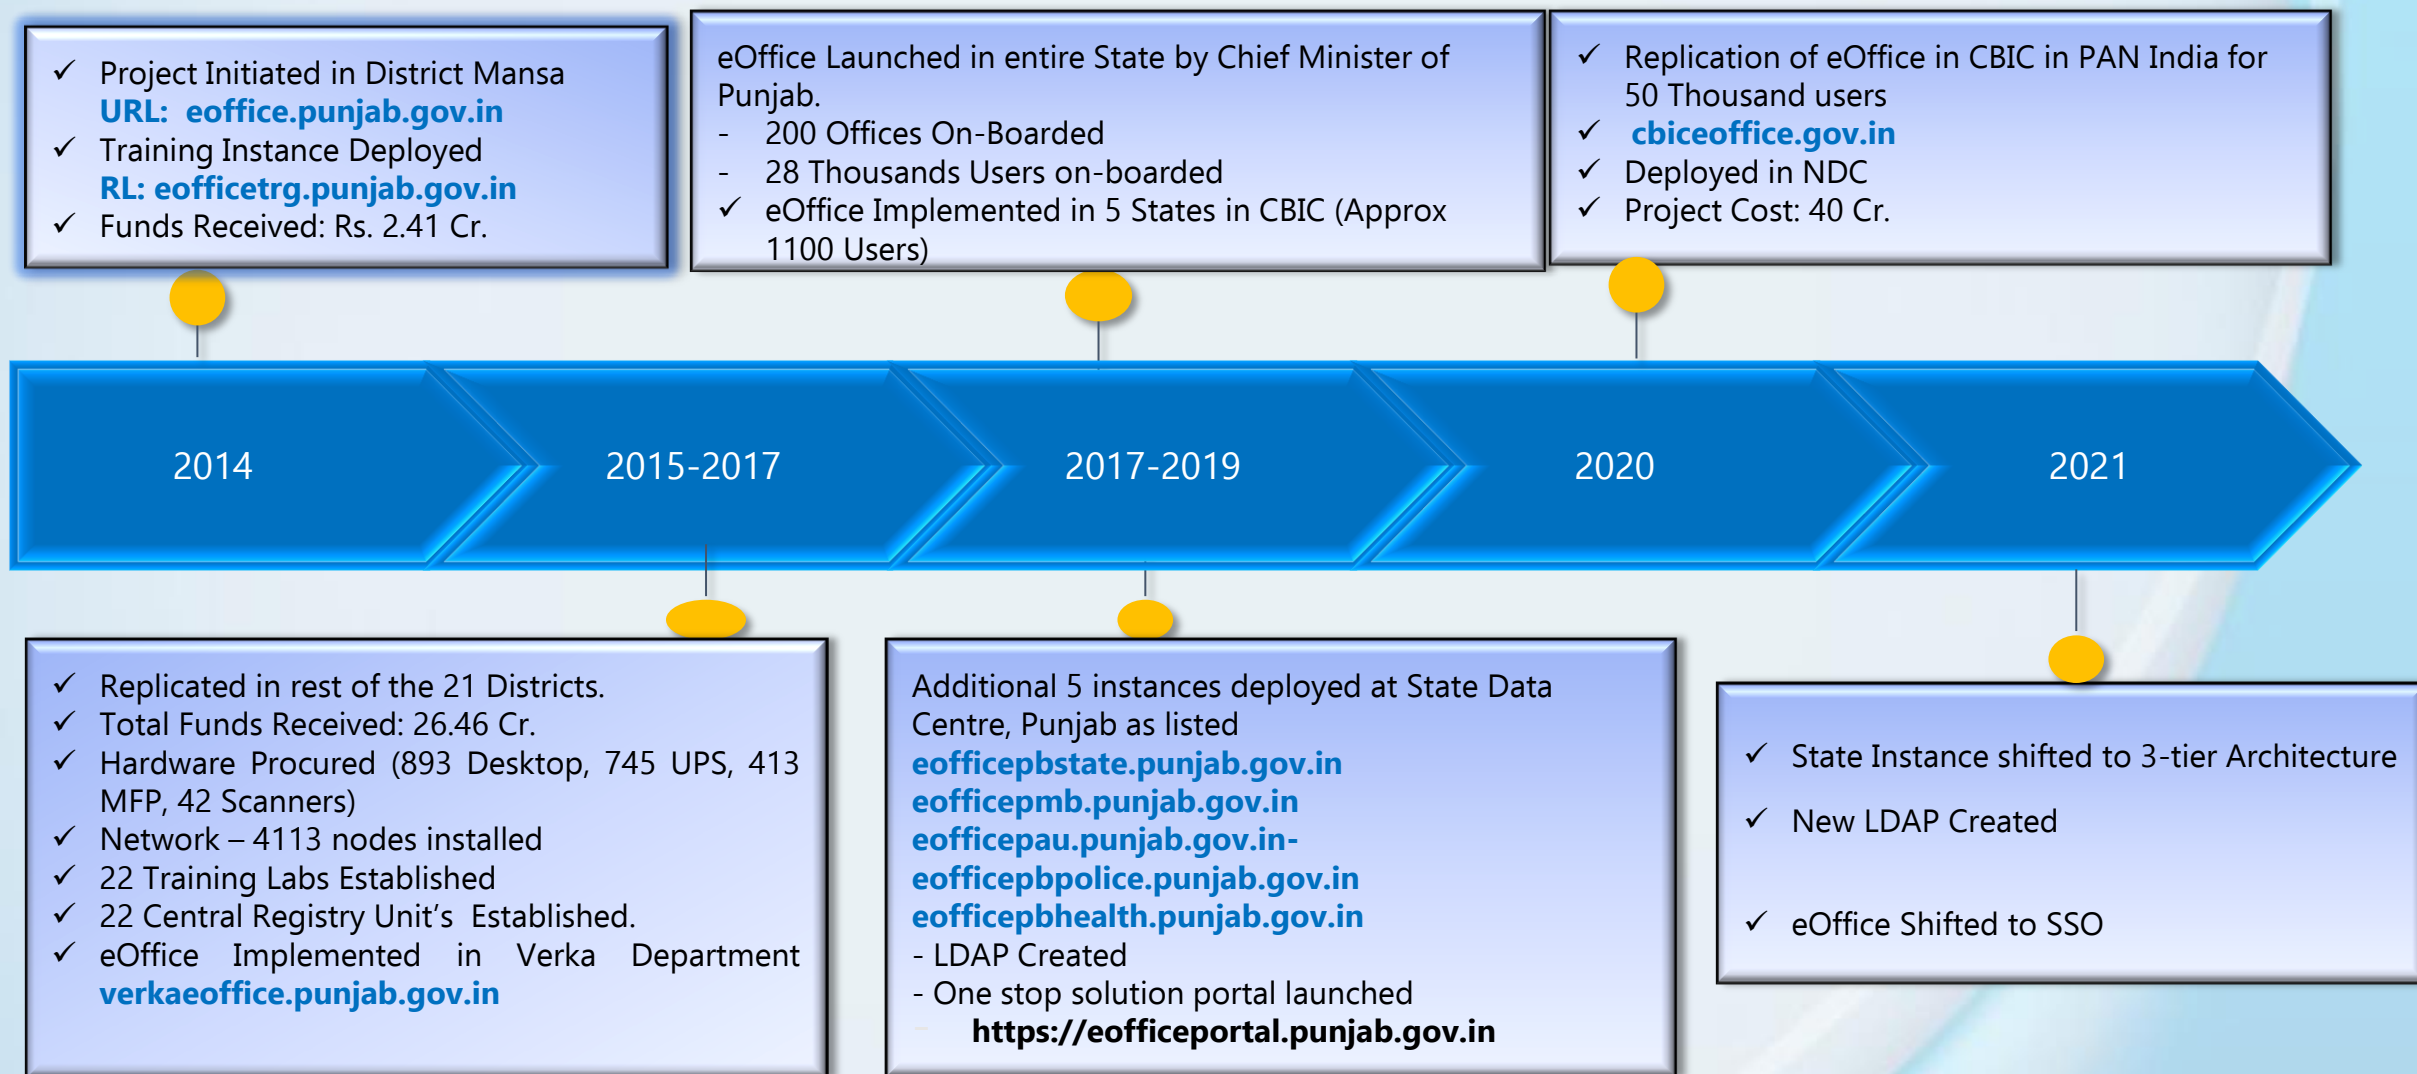 ✓ Project Initiated in District Mansa
URL: eoffice.punjab.gov.in
✓ Training Instance Deployed
RL: eofficetrg.punjab.gov.in
✓ Funds Received: Rs. 2.41 Cr.
eOffice Launched in entire State by Chief Minister of
Punjab.
- 200 Offices On-Boarded
- 28 Thousands Users on-boarded
✓ eOffice Implemented in 5 States in CBIC (Approx
1100 Users)
✓ Replication of eOffice in CBIC in PAN India for
50 Thousand users
✓ cbiceoffice.gov.in
✓ Deployed in NDC
✓ Project Cost: 40 Cr.
2014
2015-2017
2017-2019
2020
2021
✓ Replicated in rest of the 21 Districts.
✓ Total Funds Received: 26.46 Cr.
✓ Hardware Procured (893 Desktop, 745 UPS, 413
MFP, 42 Scanners)
✓ Network – 4113 nodes installed
✓ 22 Training Labs Established
✓ 22 Central Registry Unit’s Established.
✓ eOffice Implemented in Verka Department
verkaeoffice.punjab.gov.in
Additional 5 instances deployed at State Data
Centre, Punjab as listed
eofficepbstate.punjab.gov.in
eofficepmb.punjab.gov.in
eofficepau.punjab.gov.in-
eofficepbpolice.punjab.gov.in
eofficepbhealth.punjab.gov.in
- LDAP Created
- One stop solution portal launched
– https://eofficeportal.punjab.gov.in
✓ State Instance shifted to 3-tier Architecture
✓ New LDAP Created
✓ eOffice Shifted to SSO